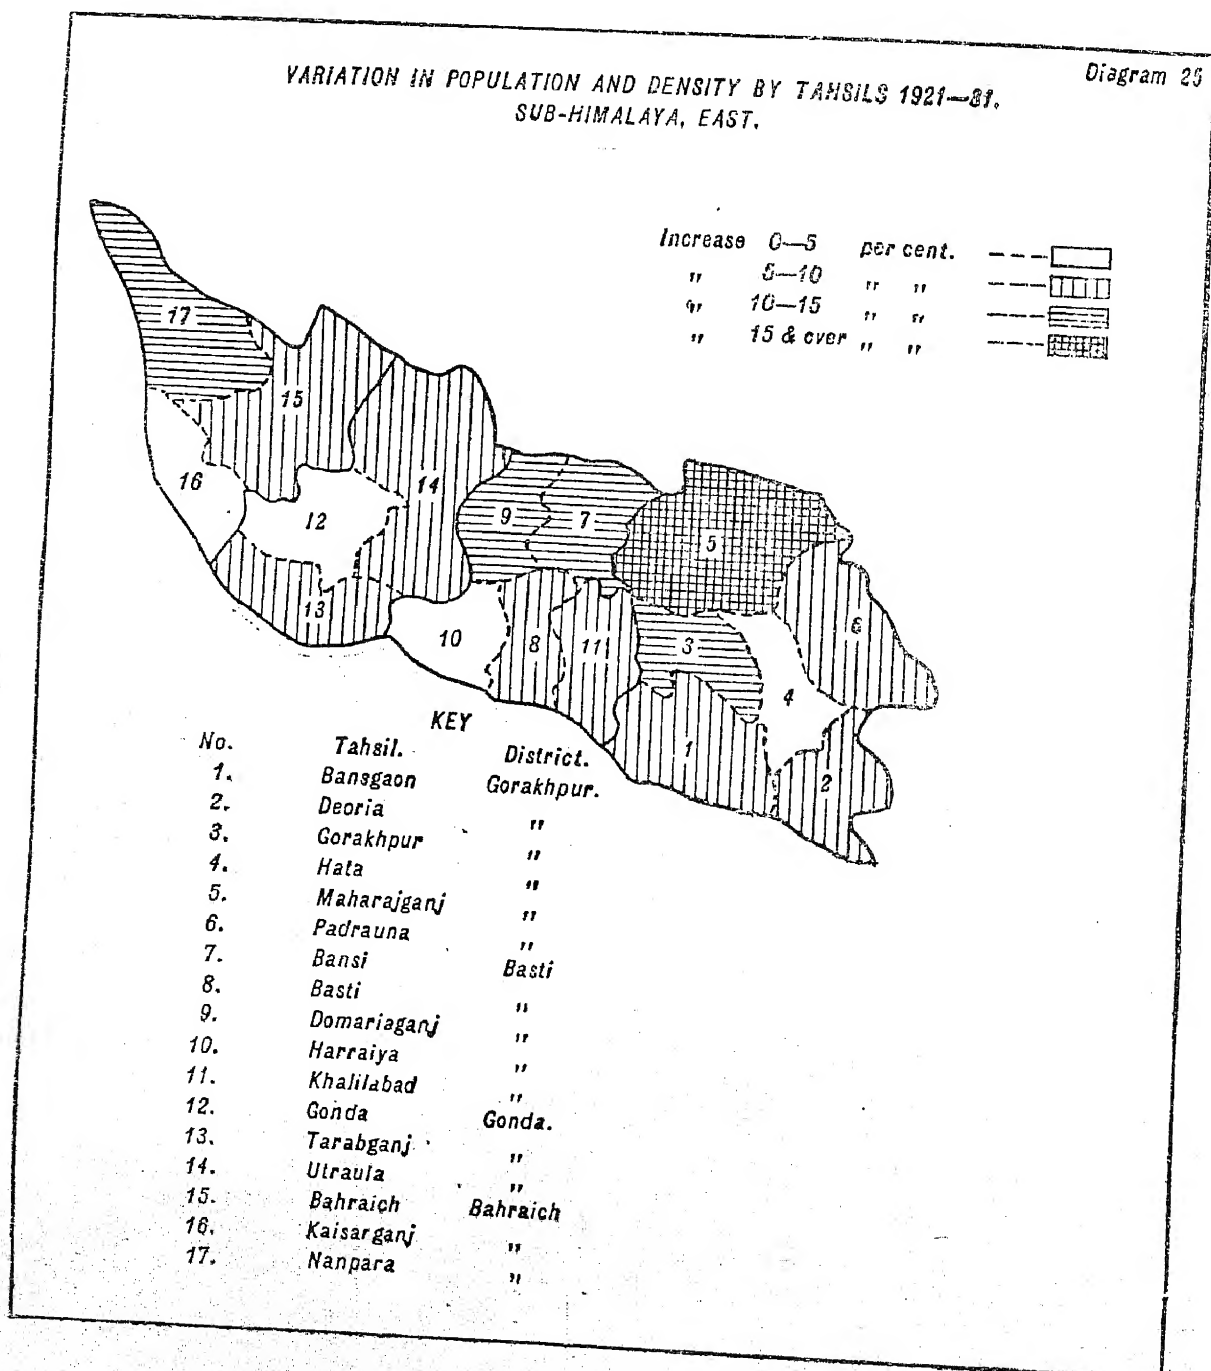 Diagram 25
VARIATION IN POPULATION AND DENSITY BY TAHSILS 1921—31.
SUB-HIMALAYA, EAST.
Increase 0—5 per cent.
" 5—10 " "
" 10—15 " "
" 15 & over " "
17
15
16
14
12
9
7
5
13
6
10
8
11
3
4
1
2
KEY
No. Tahsil. District.
1. Bansgaon Gorakhpur.
2. Deoria "
3. Gorakhpur "
4. Hata "
5. Maharajganj "
6. Padrauna "
7. Bansi Basti
8. Basti "
9. Domariaganj "
10. Harraiya "
11. Khalilabad "
12. Gonda Gonda.
13. Tarabganj "
14. Utraula "
15. Bahraich Bahraich
16. Kaisarganj "
17. Nanpara "